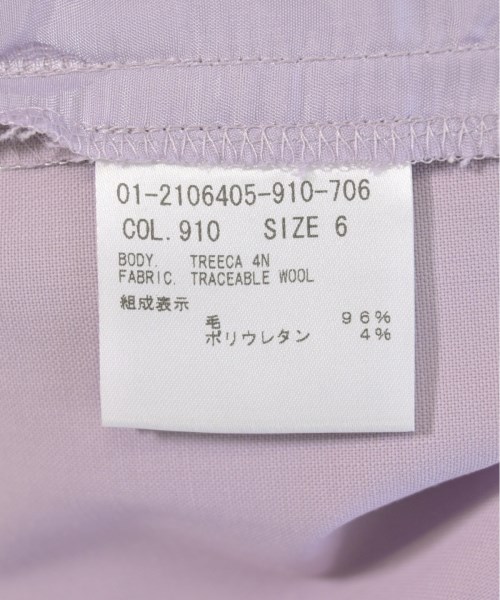 01-2106405-910-706
COL.910 SIZE 6
BODY. TREECA 4N
FABRIC. TRACEABLE WOOL
組成表示
毛 96%
ポリウレタン 4%